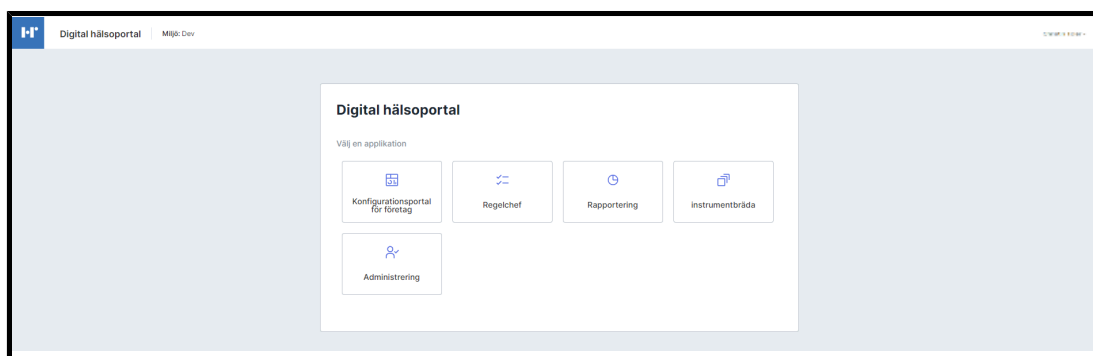 Digital hälsoportal
Miljö: Dev
Digital hälsoportal
Välj en applikation
Konfigurationsportal
för företag
Regelchef
Rapportering
instrumentbräda
Administrering